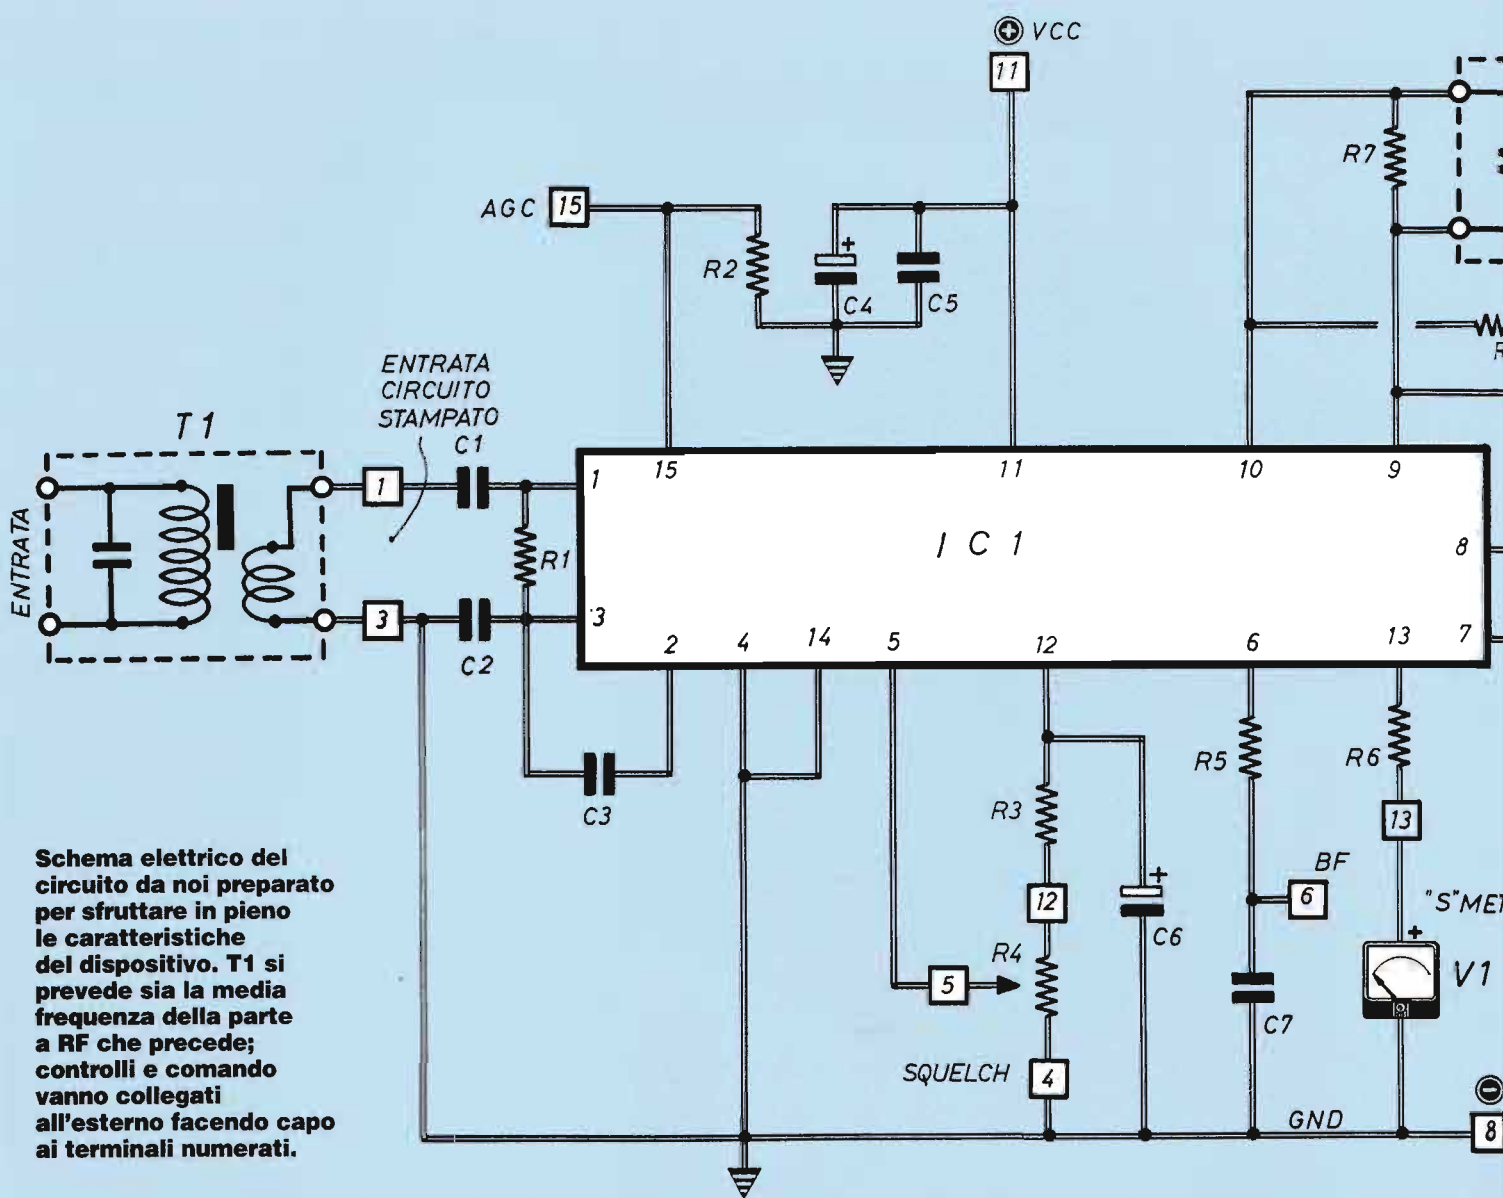 VCC
11
R7
AGC 15
R2
C4
C5
ENTRATA
CIRCUITO
STAMPATO
T1
C1
1
ENTRATA
R1
3
C2
1
15
11
10
9
IC1
8
3
2
4
14
5
12
6
13
7
C3
R3
R5
R6
13
12
BF
6
"S"MET
+
C6
R4
5
V1
C7
SQUELCH
4
GND
8
Schema elettrico del
circuito da noi preparato
per sfruttare in pieno
le caratteristiche
del dispositivo. T1 si
prevede sia la media
frequenza della parte
a RF che precede;
controlli e comando
vanno collegati
all'esterno facendo capo
ai terminali numerati.